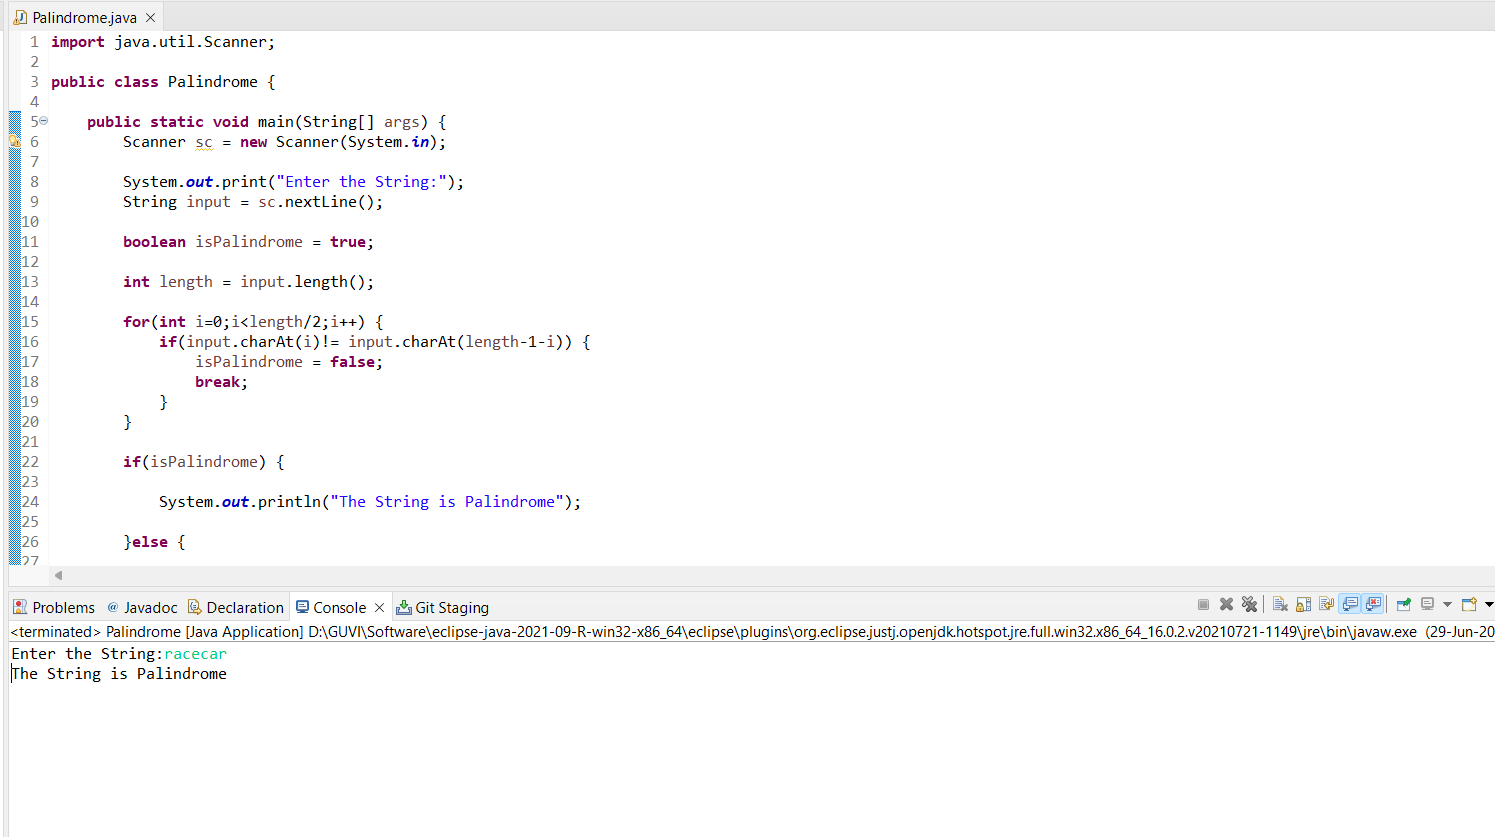 Palindrome.java
1 import java.util.Scanner;
2
3 public class Palindrome {
4
5 public static void main(String[] args) {
6 Scanner sc = new Scanner(System.in);
7
8 System.out.print("Enter the String:");
9 String input = sc.nextLine();
10
11 boolean isPalindrome = true;
12
13 int length = input.length();
14
15 for(int i=0;i<length/2;i++) {
16 if(input.charAt(i)!= input.charAt(length-1-i)) {
17 isPalindrome = false;
18 break;
19 }
20 }
21
22 if(isPalindrome) {
23
24 System.out.println("The String is Palindrome");
25
26 }else {
27
Problems @ Javadoc Declaration Console Git Staging
<terminated> Palindrome [Java Application] D:\GUVI\Software\eclipse-java-2021-09-R-win32-x86_64\eclipse\plugins\org.eclipse.justj.openjdk.hotspot.jre.full.win32.x86_64_16.0.2.v20210721-1149\jre\bin\javaw.exe (29-Jun-20
Enter the String:racecar
The String is Palindrome